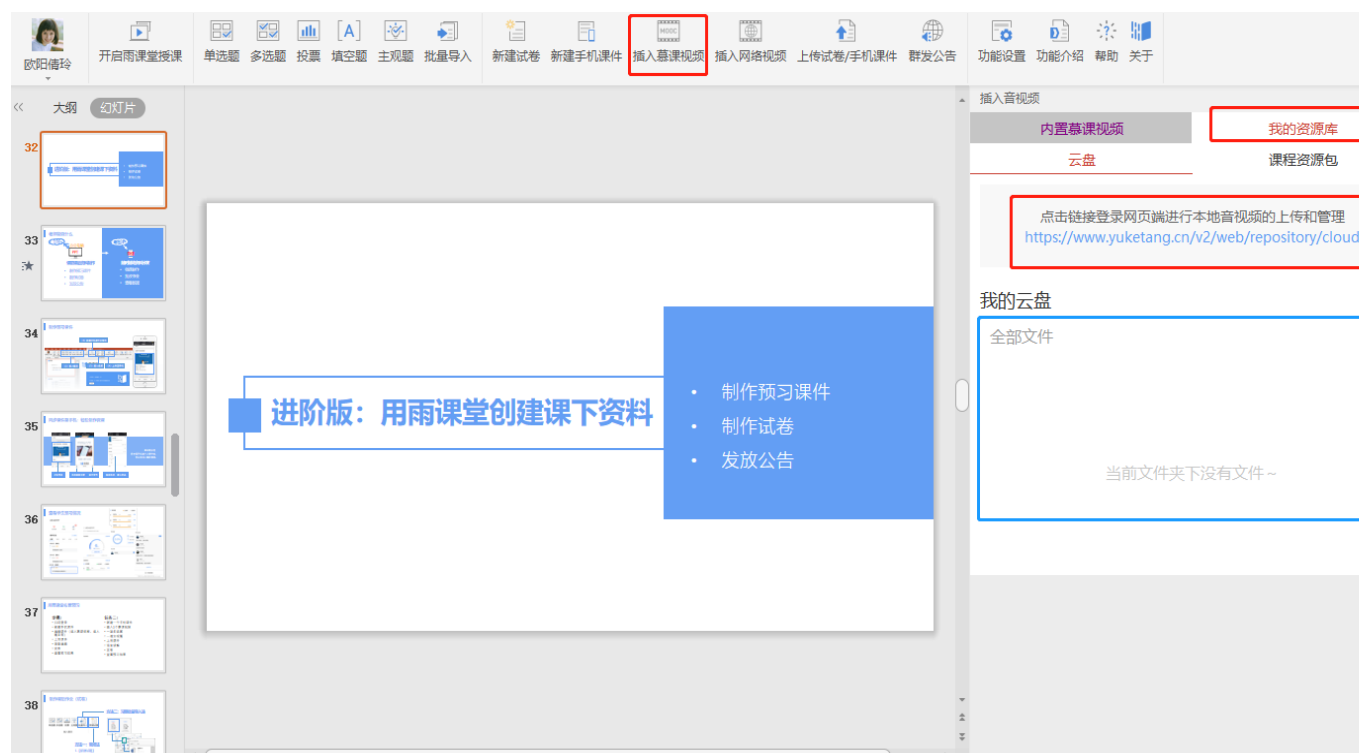 欧阳倩玲
开启雨课堂授课 单选题 多选题 投票 填空题 主观题 批量导入 新建试卷 新建手机课件 插入慕课视频 插入网络视频 上传试卷/手机课件 群发公告 功能设置 功能介绍 帮助 关于
大纲 幻灯片
插入音视频
内置慕课视频 我的资源库
云盘 课程资源包
点击链接登录网页端进行本地音视频的上传和管理
https://www.yuketang.cn/v2/web/repository/cloud
我的云盘
全部文件
当前文件夹下没有文件~
32
33
34
35
36
37
38
进阶版：用雨课堂创建课下资料
• 制作预习课件
• 制作试卷
• 发放公告